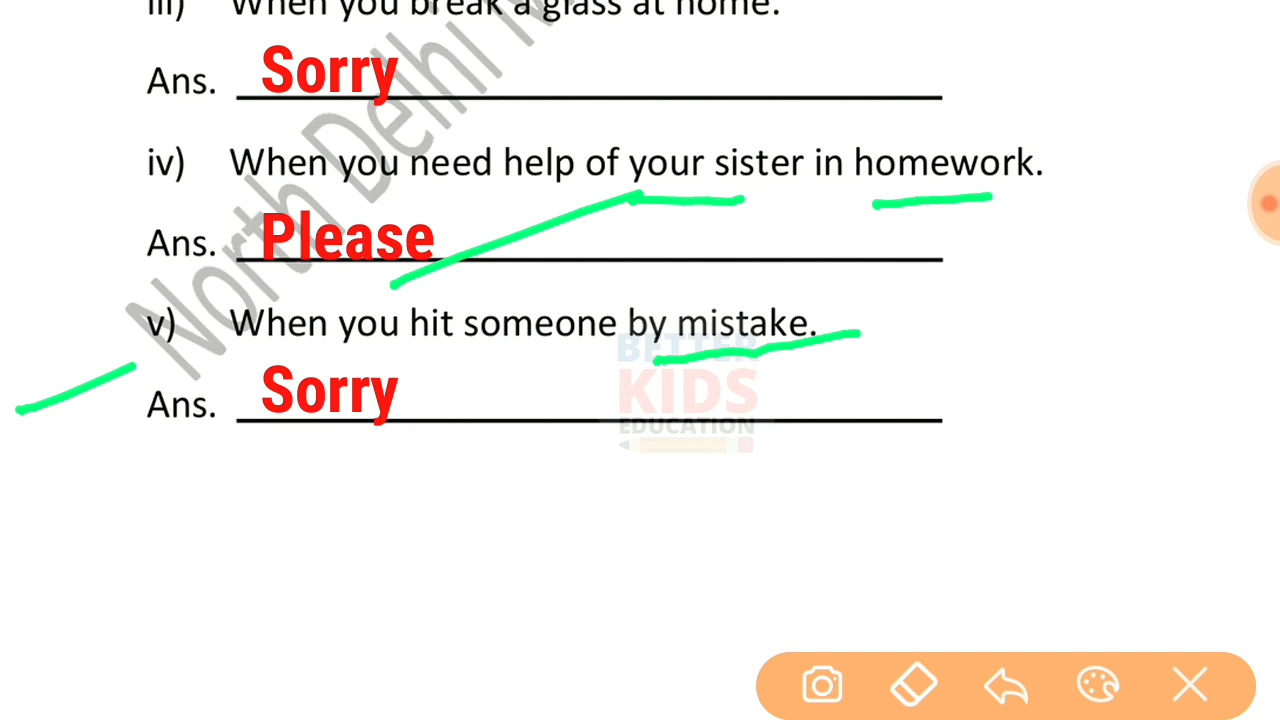 iii) When you break a glass at home.
Ans. Sorry
iv) When you need help of your sister in homework.
Ans. Please
v) When you hit someone by mistake.
Ans. Sorry
North Delhi
BETTER
KIDS
EDUCATION